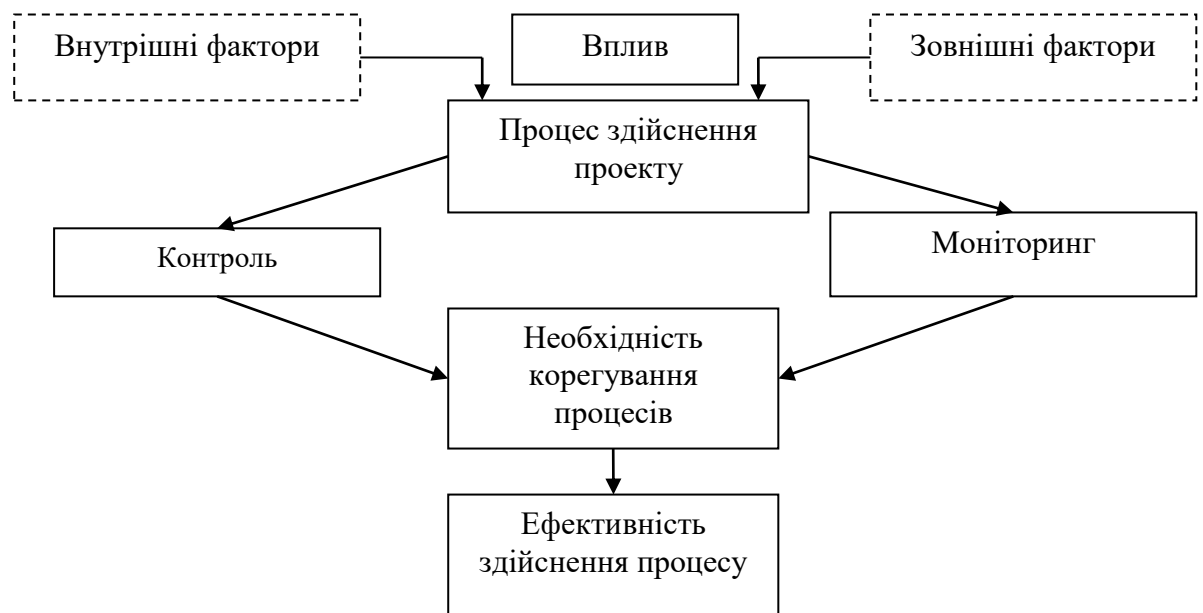 Внутрішні фактори
Вплив
Зовнішні фактори
Процес здійснення
проекту
Контроль
Моніторинг
Необхідність
корегування
процесів
Ефективність
здійснення процесу